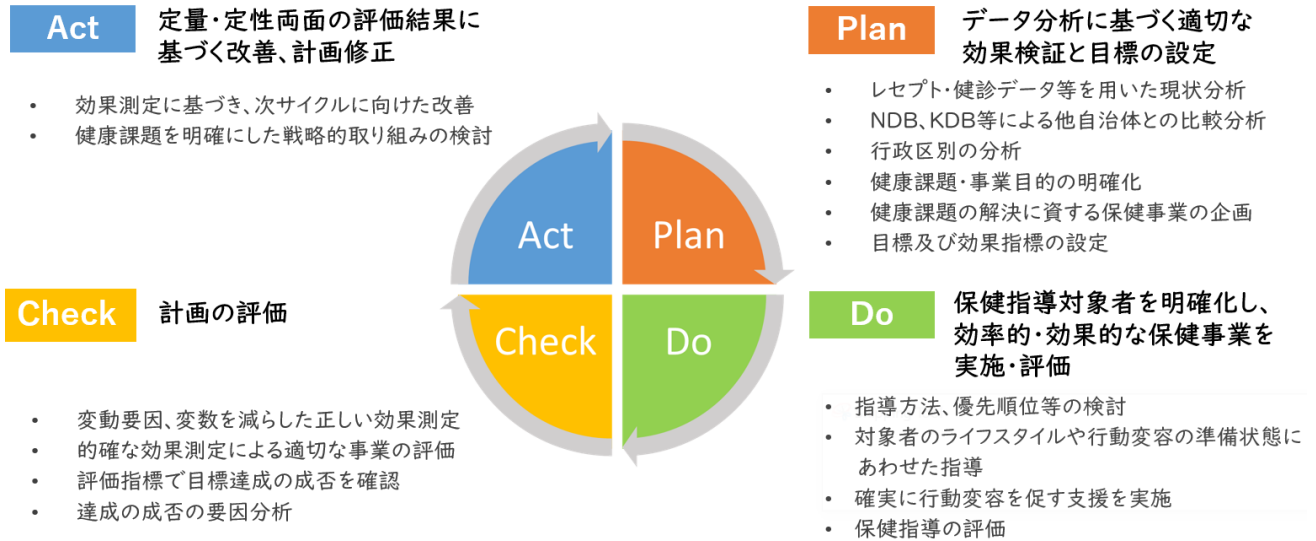 Act
定量・定性両面の評価結果に
基づく改善、計画修正
• 効果測定に基づき、次サイクルに向けた改善
• 健康課題を明確にした戦略的取り組みの検討
Plan
データ分析に基づく適切な
効果検証と目標の設定
• レセプト・健診データ等を用いた現状分析
• NDB、KDB等による他自治体との比較分析
• 行政区別の分析
• 健康課題・事業目的の明確化
• 健康課題の解決に資する保健事業の企画
• 目標及び効果指標の設定
Act
Plan
Check
Do
Check
計画の評価
• 変動要因、変数を減らした正しい効果測定
• 的確な効果測定による適切な事業の評価
• 評価指標で目標達成の成否を確認
• 達成の成否の要因分析
Do
保健指導対象者を明確化し、
効率的・効果的な保健事業を
実施・評価
• 指導方法、優先順位等の検討
• 対象者のライフスタイルや行動変容の準備状態に
あわせた指導
• 確実に行動変容を促す支援を実施
• 保健指導の評価